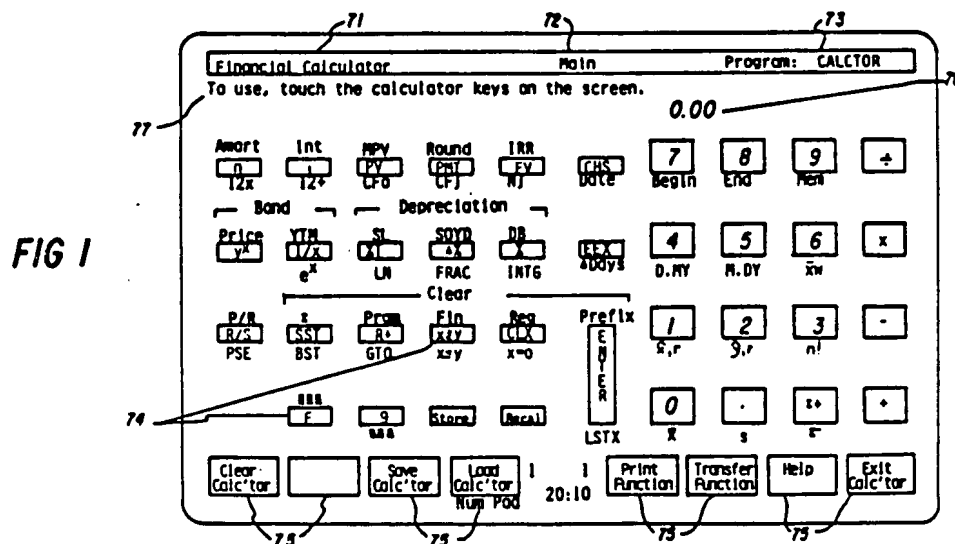 71 72 73
Financial Calculator Main Program: CALCTOR
To use, touch the calculator keys on the screen.
77 0.00
Amort Int MPV Round IRR
n i PV PMT FV CHS 7 8 9 ÷
12x 12÷ CFo CFj Nj Date Begin End Mem
Bond Depreciation
Price YTM SL SOYD DB
yˣ 1/x %T Δ% % EEX 4 5 6 x
eˣ LN FRAC INTG ΔDays D.MY M.DY x̄w
FIG 1
Clear
P/R Σ Prgm Fin Reg Prefix
R/S SST R↓ x≷y CLX ENTER 1 2 3 -
PSE BST GTO x≤y x=o x̂,r ŷ,r n!
74
F g Store Recal 0 . Σ+ +
LSTX x̄ s Σ-
Clear Calc'tor Save Calc'tor Load Calc'tor 1 1 Print Function Transfer Function Help Exit Calc'tor
Num Pad 20:10
75 75 75 75